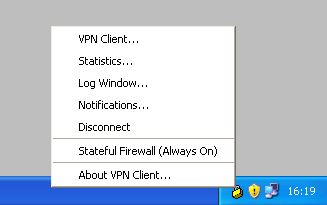 VPN Client...
Statistics...
Log Window...
Notifications...
Disconnect
Stateful Firewall (Always On)
About VPN Client...
16:19